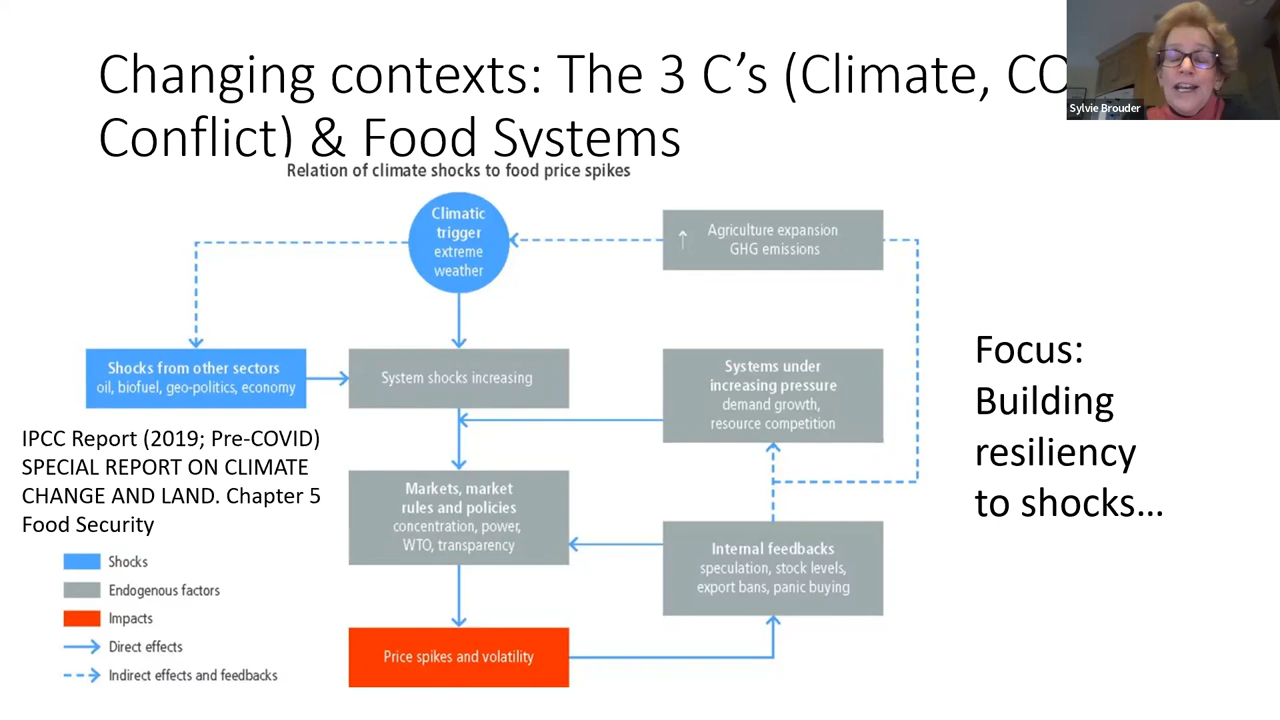 Changing contexts: The 3 C's (Climate, CO
Conflict) & Food Systems
Sylvie Brouder
Relation of climate shocks to food price spikes
Climatic
trigger
extreme
weather
↑
Agriculture expansion
GHG emissions
Shocks from other sectors
oil, biofuel, geo-politics, economy
System shocks increasing
Systems under
increasing pressure
demand growth,
resource competition
Focus:
Building
resiliency
to shocks...
IPCC Report (2019; Pre-COVID)
SPECIAL REPORT ON CLIMATE
CHANGE AND LAND. Chapter 5
Food Security
Markets, market
rules and policies
concentration, power,
WTO, transparency
Internal feedbacks
speculation, stock levels,
export bans, panic buying
Shocks
Endogenous factors
Impacts
Direct effects
Indirect effects and feedbacks
Price spikes and volatility